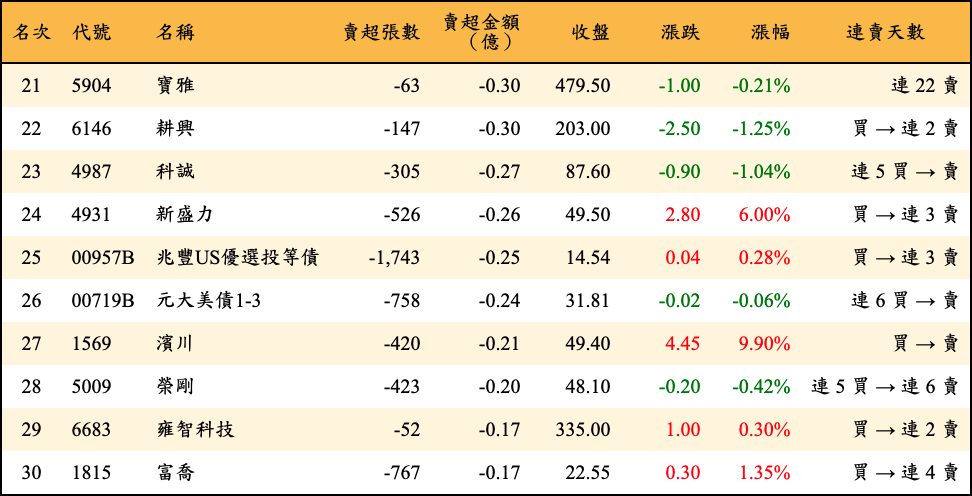 名次 代號 名稱 賣超張數 賣超金額（億） 收盤 漲跌 漲幅 連賣天數
21 5904 寶雅 -63 -0.30 479.50 -1.00 -0.21% 連 22 賣
22 6146 耕興 -147 -0.30 203.00 -2.50 -1.25% 買 → 連 2 賣
23 4987 科誠 -305 -0.27 87.60 -0.90 -1.04% 連 5 買 → 賣
24 4931 新盛力 -526 -0.26 49.50 2.80 6.00% 買 → 連 3 賣
25 00957B 兆豐US優選投等債 -1,743 -0.25 14.54 0.04 0.28% 買 → 連 3 賣
26 00719B 元大美債1-3 -758 -0.24 31.81 -0.02 -0.06% 連 6 買 → 賣
27 1569 濱川 -420 -0.21 49.40 4.45 9.90% 買 → 賣
28 5009 榮剛 -423 -0.20 48.10 -0.20 -0.42% 連 5 買 → 連 6 賣
29 6683 雍智科技 -52 -0.17 335.00 1.00 0.30% 買 → 連 2 賣
30 1815 富喬 -767 -0.17 22.55 0.30 1.35% 買 → 連 4 賣